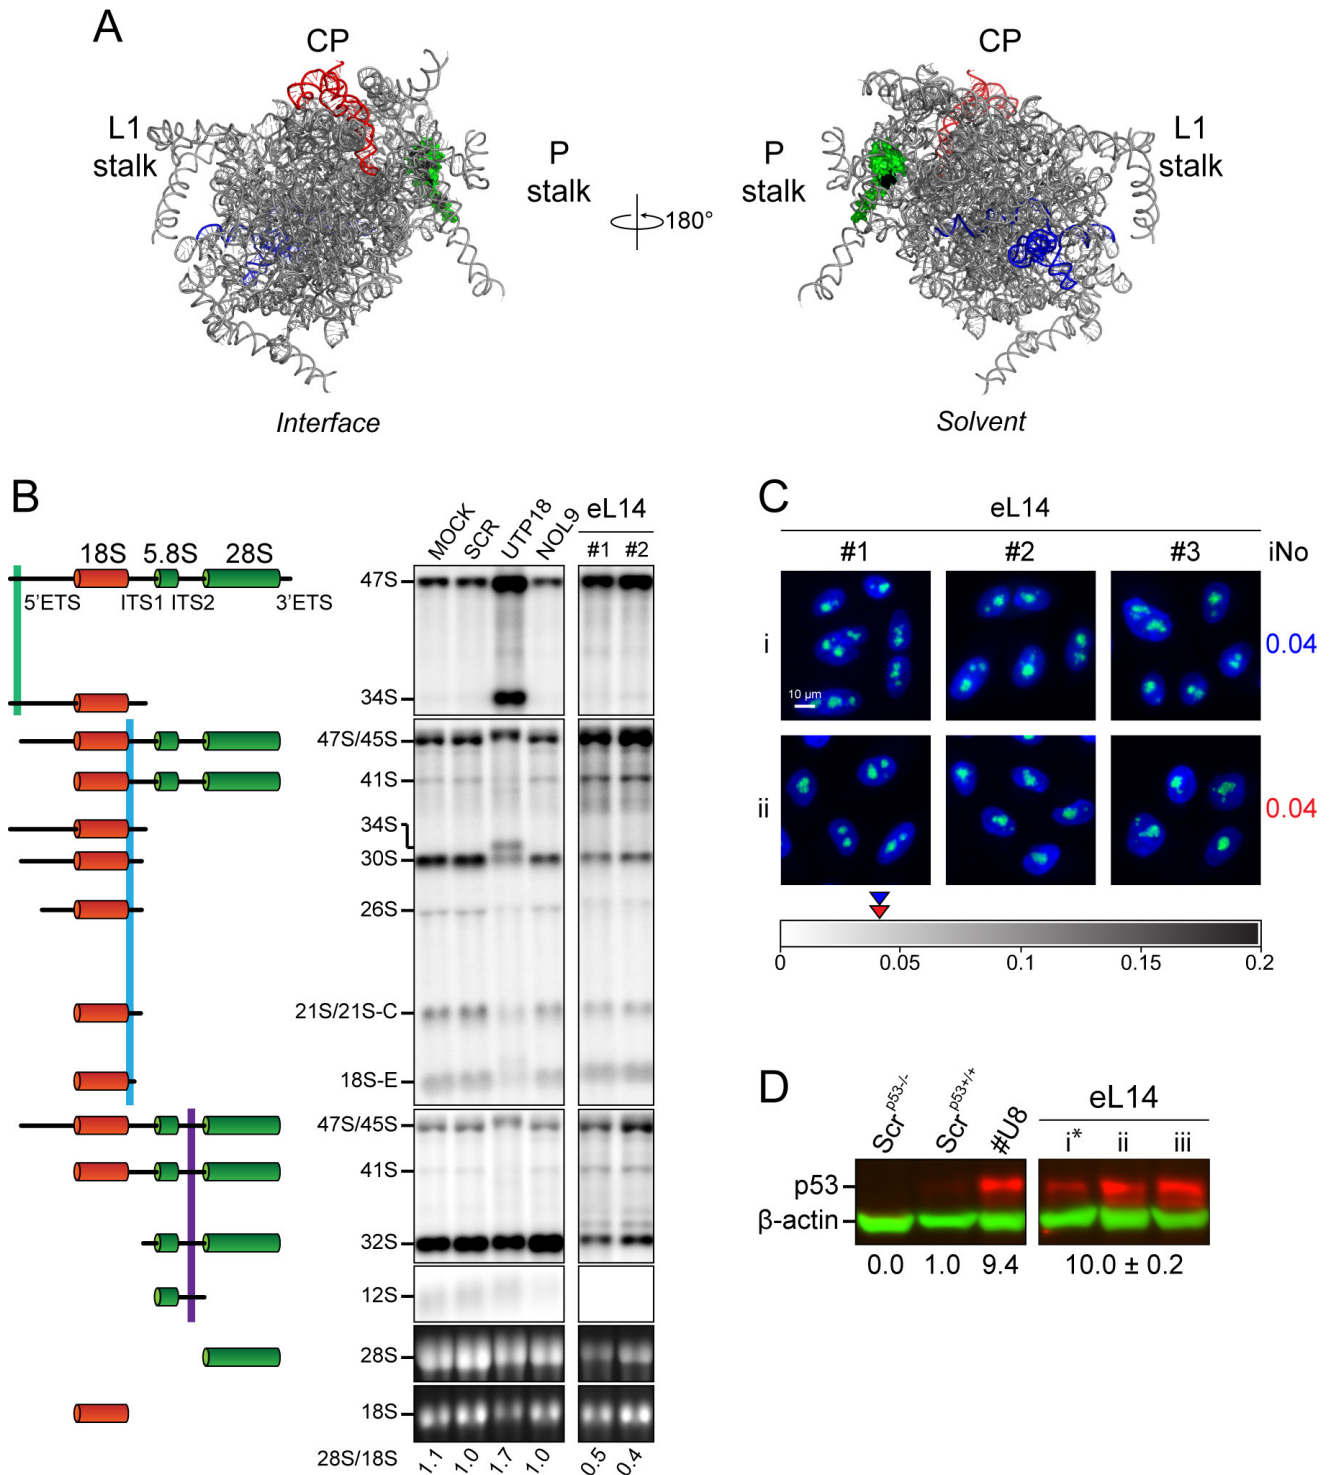 A
CP
L1
stalk
P
stalk
180°
CP
P
stalk
L1
stalk
Interface
Solvent
B
18S 5.8S 28S
5'ETS ITS1 ITS2 3'ETS
MOCK SCR UTP18 NOL9
eL14
#1 #2
47S
34S
47S/45S
41S
34S
30S
26S
21S/21S-C
18S-E
47S/45S
41S
32S
12S
28S
18S
28S/18S 1.1 1.0 1.7 1.0 0.5 0.4
C
eL14
#1 #2 #3 iNo
i 0.04
10 µm
ii 0.04
0 0.05 0.1 0.15 0.2
D
Scr p53-/- Scr p53+/+ #U8
eL14
i* ii iii
p53
β-actin
0.0 1.0 9.4 10.0 ± 0.2